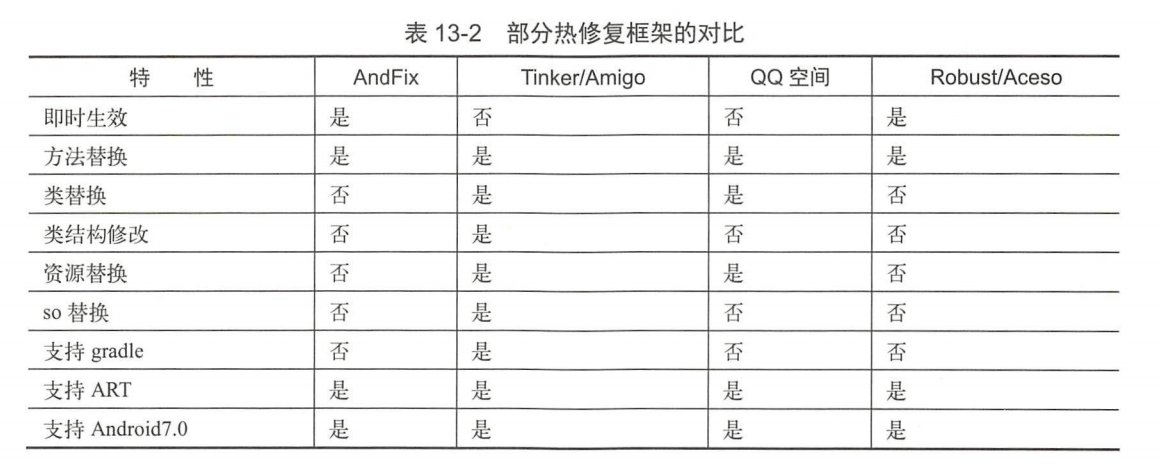 表 13-2 部分热修复框架的对比
特 性 AndFix Tinker/Amigo QQ 空间 Robust/Aceso
即时生效 是 否 否 是
方法替换 是 是 是 是
类替换 否 是 是 否
类结构修改 否 是 否 否
资源替换 否 是 是 否
so 替换 否 是 否 否
支持 gradle 否 是 否 否
支持 ART 是 是 是 是
支持 Android7.0 是 是 是 是